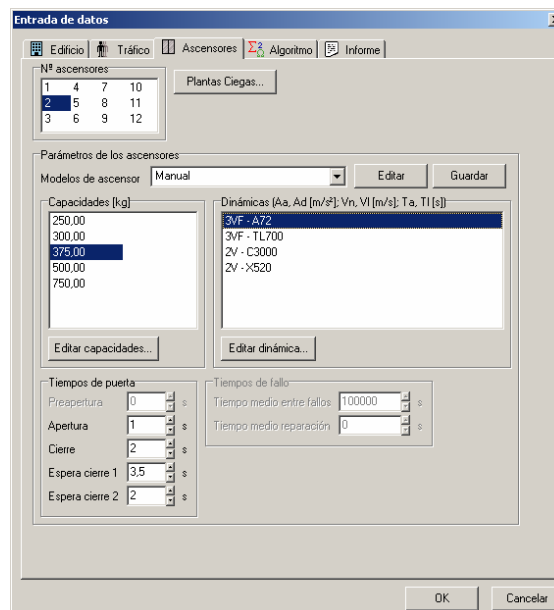 Entrada de datos
Edificio Tráfico Ascensores Algoritmo Informe
Nº ascensores
1 4 7 10
2 5 8 11
3 6 9 12
Plantas Ciegas...
Parámetros de los ascensores
Modelos de ascensor Manual Editar Guardar
Capacidades [kg]
250,00
300,00
375,00
500,00
750,00
Editar capacidades...
Dinámicas (Aa, Ad [m/s²]; Vn, Vl [m/s]; Ta, Tl [s])
3VF - A72
3VF - TL700
2V - C3000
2V - X520
Editar dinámica...
Tiempos de puerta
Preapertura 0 s
Apertura 1 s
Cierre 2 s
Espera cierre 1 3,5 s
Espera cierre 2 2 s
Tiempos de fallo
Tiempo medio entre fallos 100000 s
Tiempo medio reparación 0 s
OK Cancelar